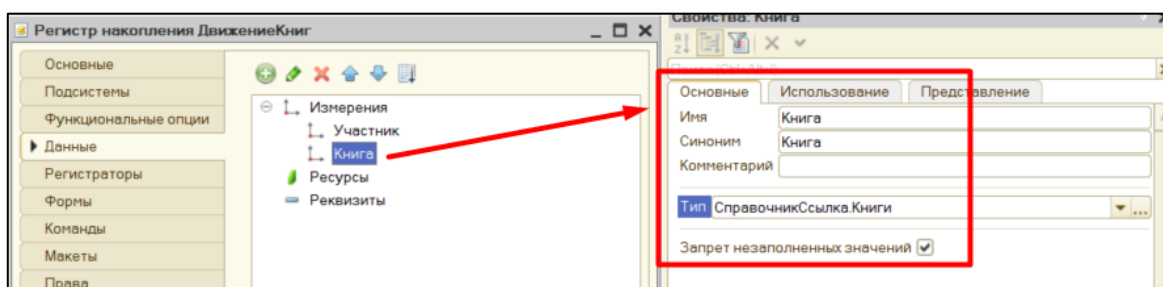 Регистр накопления ДвижениеКниг
Основные
Подсистемы
Функциональные опции
Данные
Регистраторы
Формы
Команды
Макеты
Права
Измерения
Участник
Книга
Ресурсы
Реквизиты
Свойства: Книга
Основные Использование Представление
Имя Книга
Синоним Книга
Комментарий
Тип СправочникСсылка.Книги
Запрет незаполненных значений